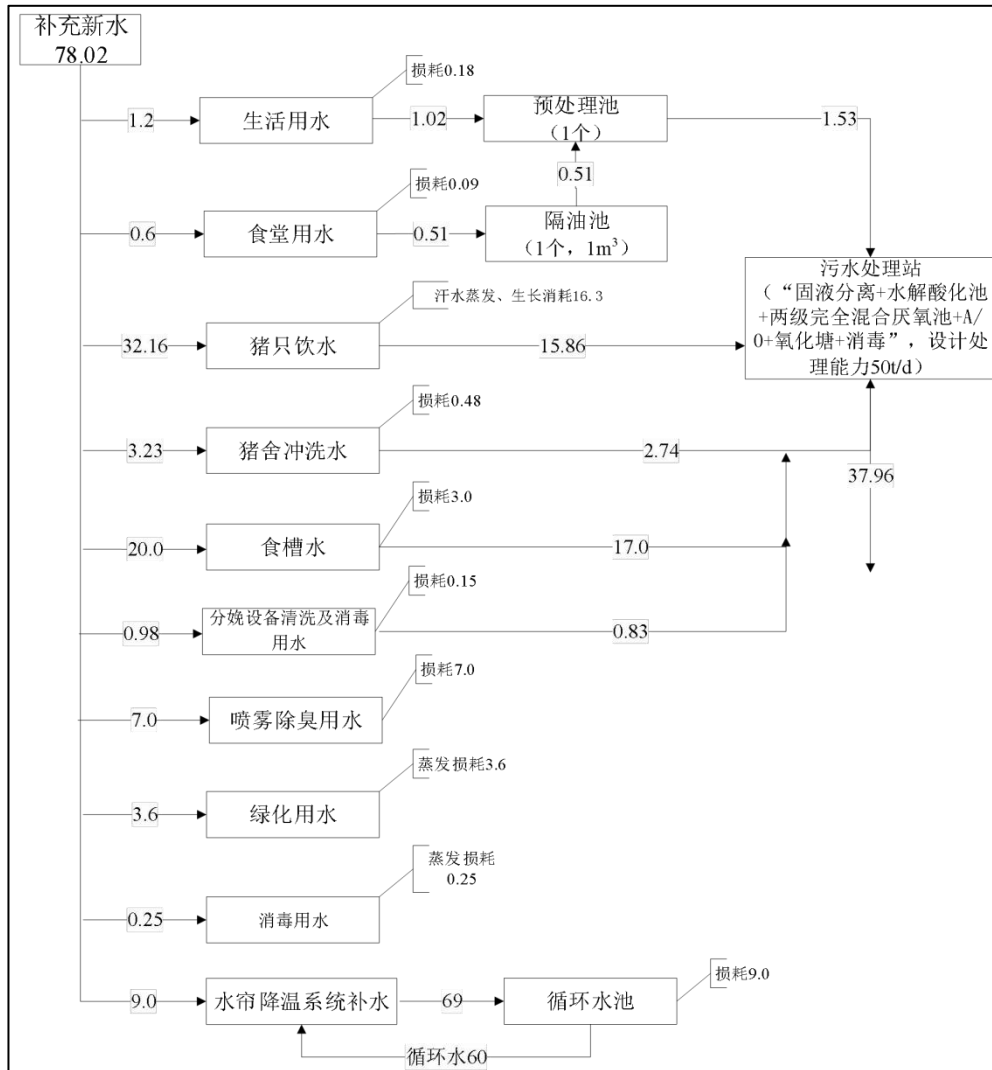 补充新水
78.02
损耗0.18
1.2
生活用水
1.02
预处理池
（1个）
1.53
0.51
损耗0.09
0.6
食堂用水
0.51
隔油池
（1个，1m³）
污水处理站
（“固液分离+水解酸化池
+两级完全混合厌氧池+A/
O+氧化塘+消毒”，设计处
理能力50t/d）
汗水蒸发、生长消耗16.3
32.16
猪只饮水
15.86
损耗0.48
3.23
猪舍冲洗水
2.74
37.96
损耗3.0
20.0
食槽水
17.0
损耗0.15
0.98
分娩设备清洗及消毒
用水
0.83
损耗7.0
7.0
喷雾除臭用水
蒸发损耗3.6
3.6
绿化用水
蒸发损耗
0.25
0.25
消毒用水
损耗9.0
9.0
水帘降温系统补水
69
循环水池
循环水60